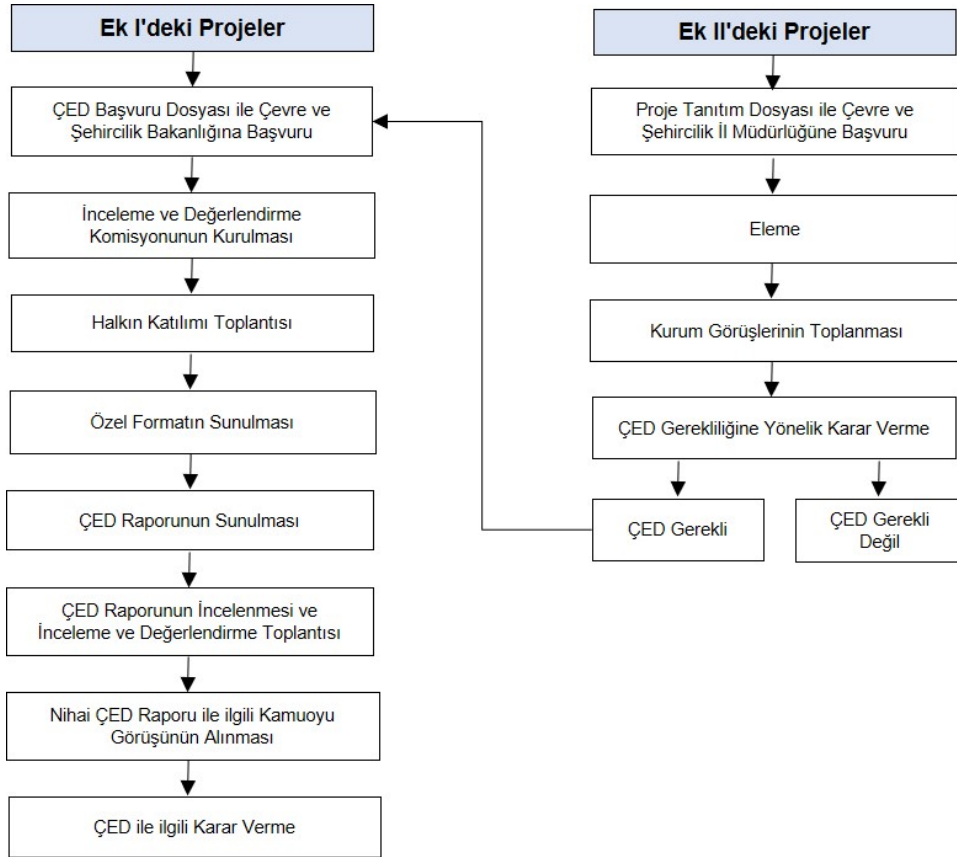 Ek I'deki Projeler
ÇED Başvuru Dosyası ile Çevre ve
Şehircilik Bakanlığına Başvuru
İnceleme ve Değerlendirme
Komisyonunun Kurulması
Halkın Katılımı Toplantısı
Özel Formatın Sunulması
ÇED Raporunun Sunulması
ÇED Raporunun İncelenmesi ve
İnceleme ve Değerlendirme Toplantısı
Nihai ÇED Raporu ile ilgili Kamuoyu
Görüşünün Alınması
ÇED ile ilgili Karar Verme
Ek II'deki Projeler
Proje Tanıtım Dosyası ile Çevre ve
Şehircilik İl Müdürlüğüne Başvuru
Eleme
Kurum Görüşlerinin Toplanması
ÇED Gerekliliğine Yönelik Karar Verme
ÇED Gerekli
ÇED Gerekli
Değil